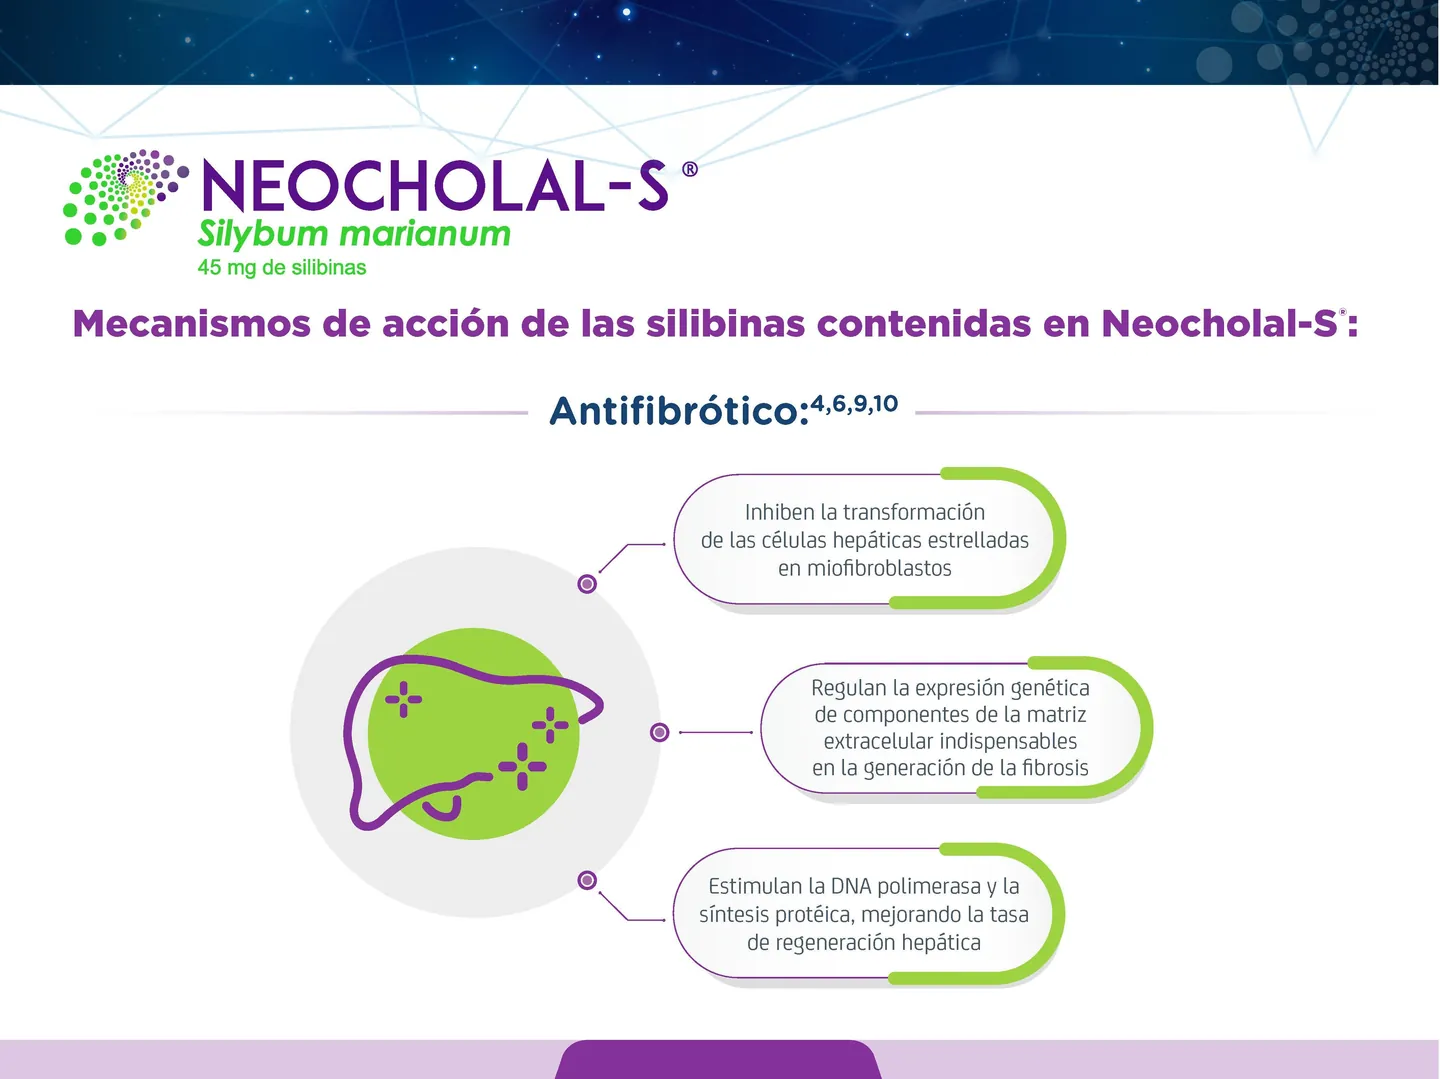 NEOCHOLAL-S®
Silybum marianum
45 mg de silibinas
Mecanismos de acción de las silibinas contenidas en Neocholal-S®:
Antifibrótico:4,6,9,10
Inhiben la transformación
de las células hepáticas estrelladas
en miofibroblastos
Regulan la expresión genética
de componentes de la matriz
extracelular indispensables
en la generación de la fibrosis
Estimulan la DNA polimerasa y la
síntesis protéica, mejorando la tasa
de regeneración hepática